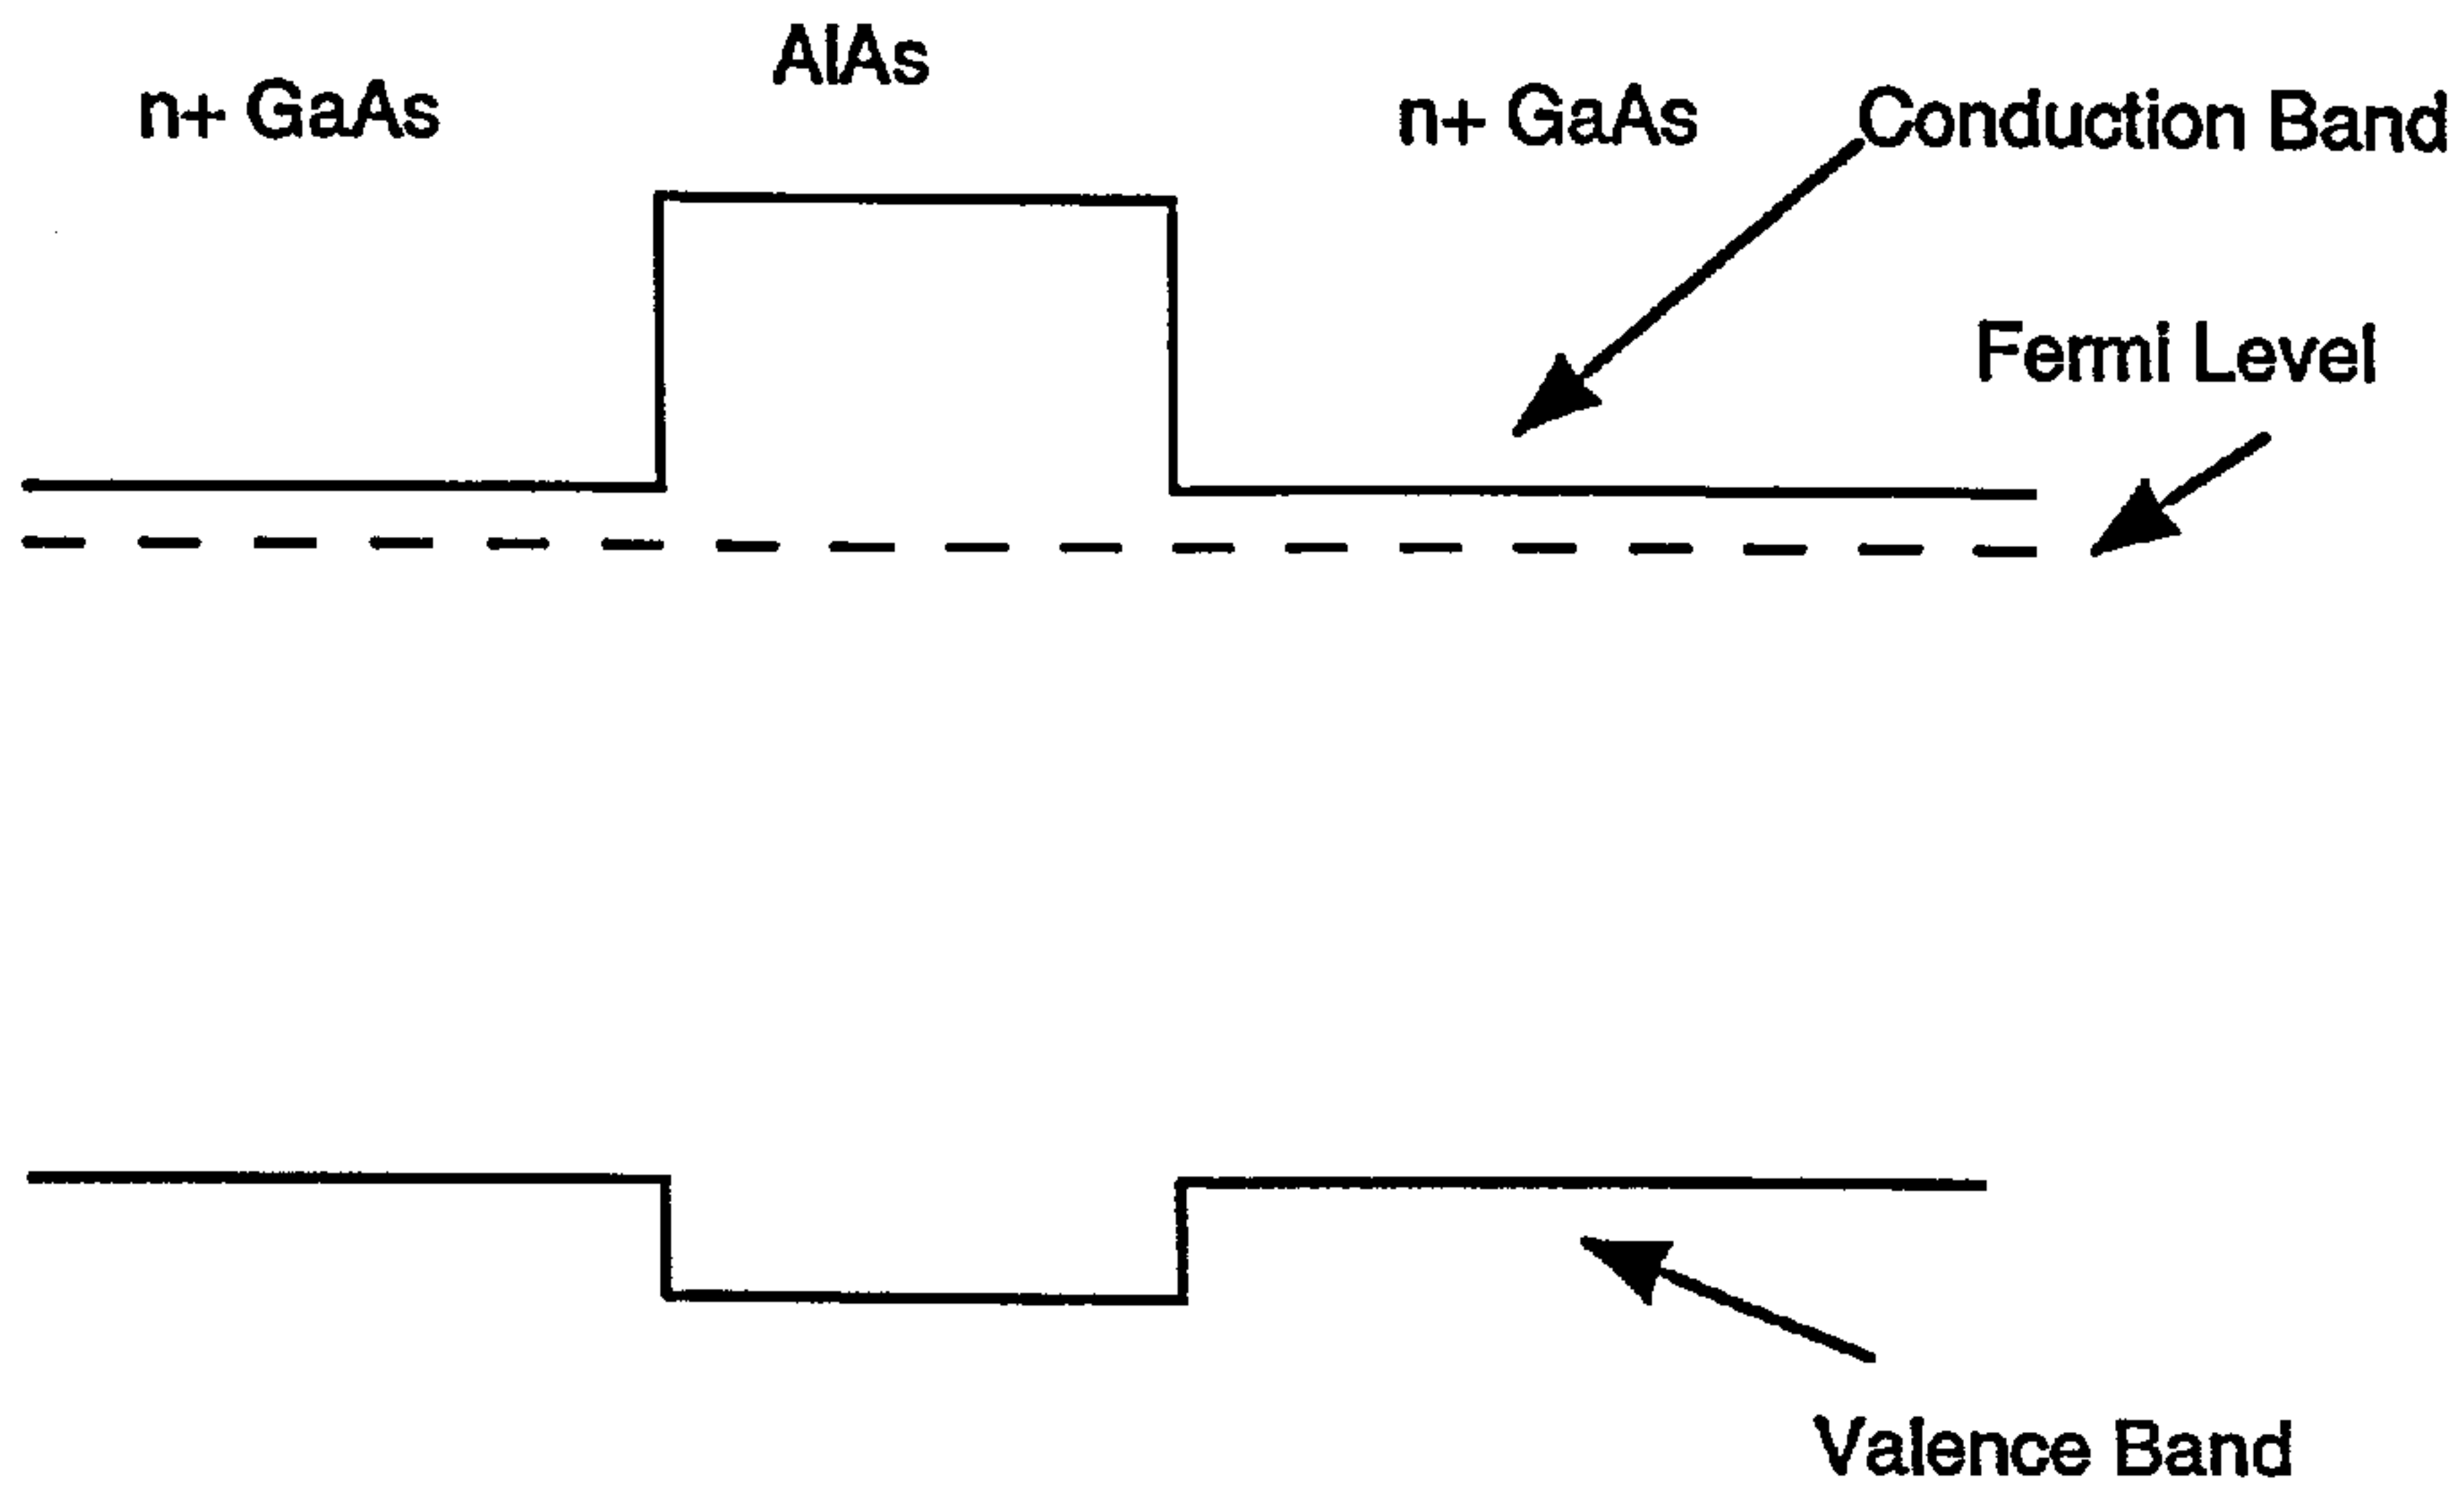 AlAs
n+ GaAs
n+ GaAs
Conduction Band
Fermi Level
Valence Band